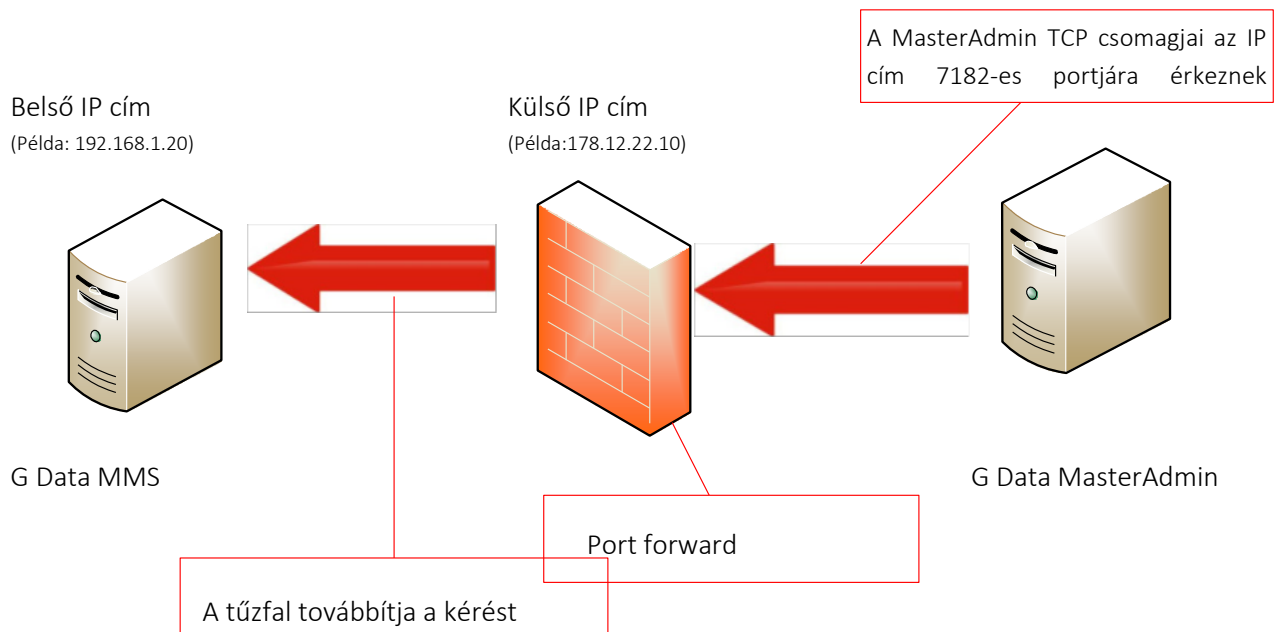 A MasterAdmin TCP csomagjai az IP
cím 7182-es portjára érkeznek
Belső IP cím
(Példa: 192.168.1.20)
Külső IP cím
(Példa:178.12.22.10)
G Data MMS
G Data MasterAdmin
Port forward
A tűzfal továbbítja a kérést